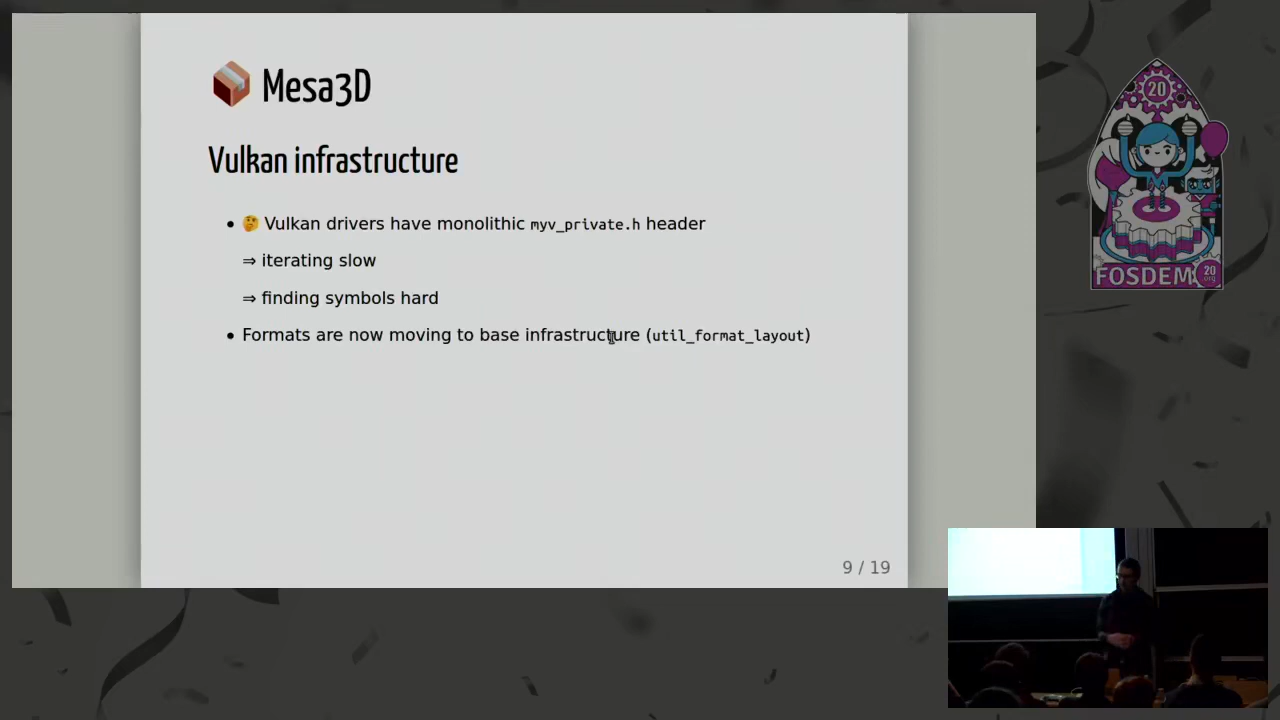 Mesa3D
Vulkan infrastructure
• 🤔 Vulkan drivers have monolithic myv_private.h header
⇒ iterating slow
⇒ finding symbols hard
• Formats are now moving to base infrastructure (util_format_layout)
9 / 19
20
FOSDEM
20
.org